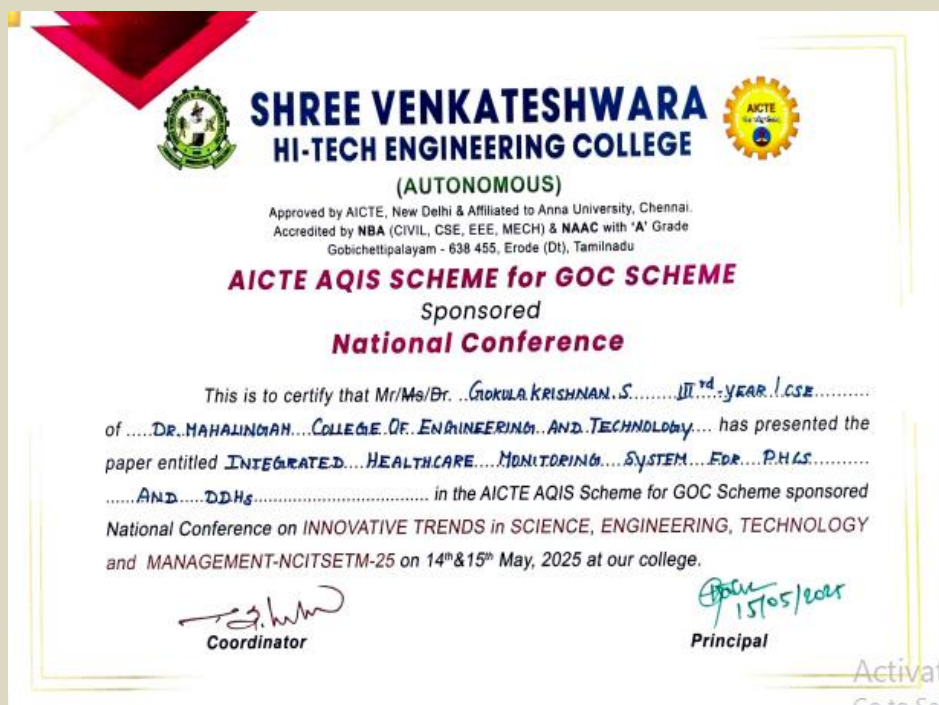 SHREE VENKATESHWARA
HI-TECH ENGINEERING COLLEGE
AICTE
(AUTONOMOUS)
Approved by AICTE, New Delhi & Affiliated to Anna University, Chennai.
Accredited by NBA (CIVIL, CSE, EEE, MECH) & NAAC with 'A' Grade
Gobichettipalayam - 638 455, Erode (Dt), Tamilnadu
AICTE AQIS SCHEME for GOC SCHEME
Sponsored
National Conference
This is to certify that Mr/Ms/Dr. GOKULA KRISHNAN. S IIIrd-YEAR / CSE
of DR. MAHALINGAM COLLEGE OF ENGINEERING AND TECHNOLOGY has presented the
paper entitled INTEGRATED HEALTHCARE MONITORING SYSTEM FOR PHCS
AND DDHS in the AICTE AQIS Scheme for GOC Scheme sponsored
National Conference on INNOVATIVE TRENDS in SCIENCE, ENGINEERING, TECHNOLOGY
and MANAGEMENT-NCITSETM-25 on 14th&15th May, 2025 at our college.
15/05/2025
Coordinator Principal
Activat